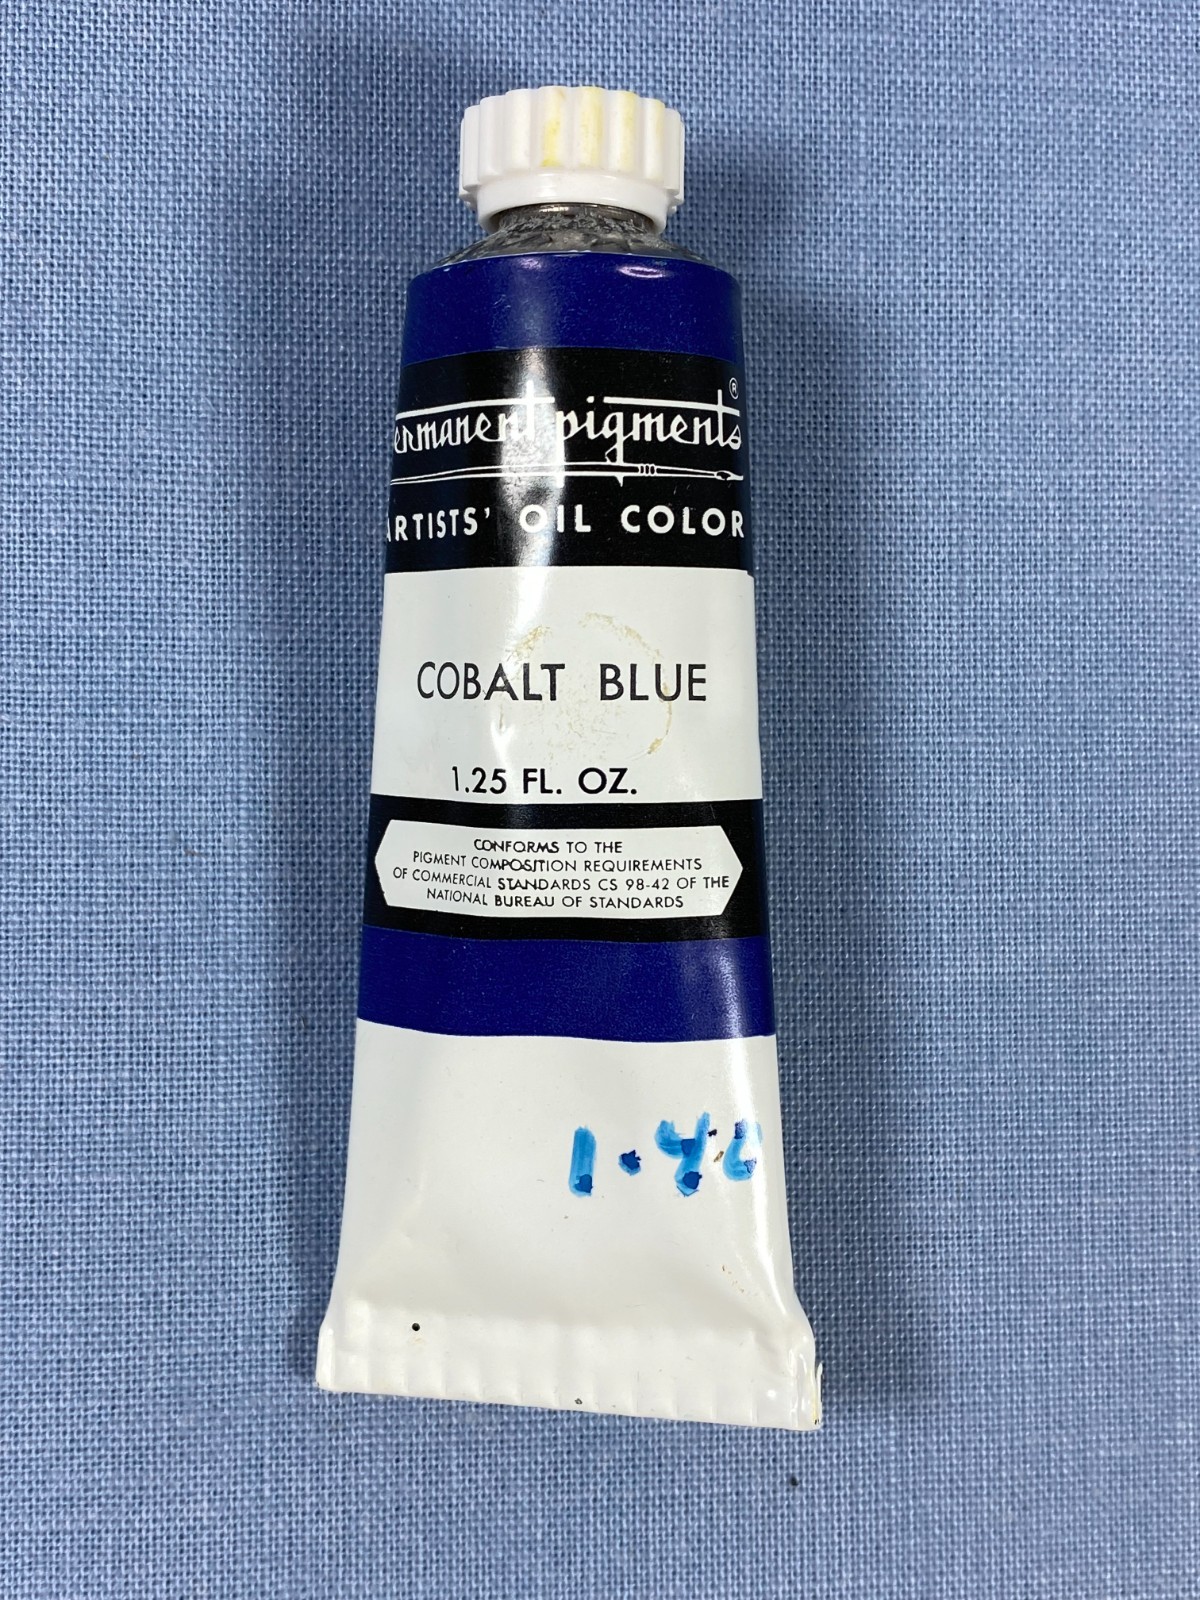 ermanent pigments®
ARTISTS' OIL COLOR
COBALT BLUE
1.25 FL. OZ.
CONFORMS TO THE
PIGMENT COMPOSITION REQUIREMENTS
OF COMMERCIAL STANDARDS CS 98-42 OF THE
NATIONAL BUREAU OF STANDARDS